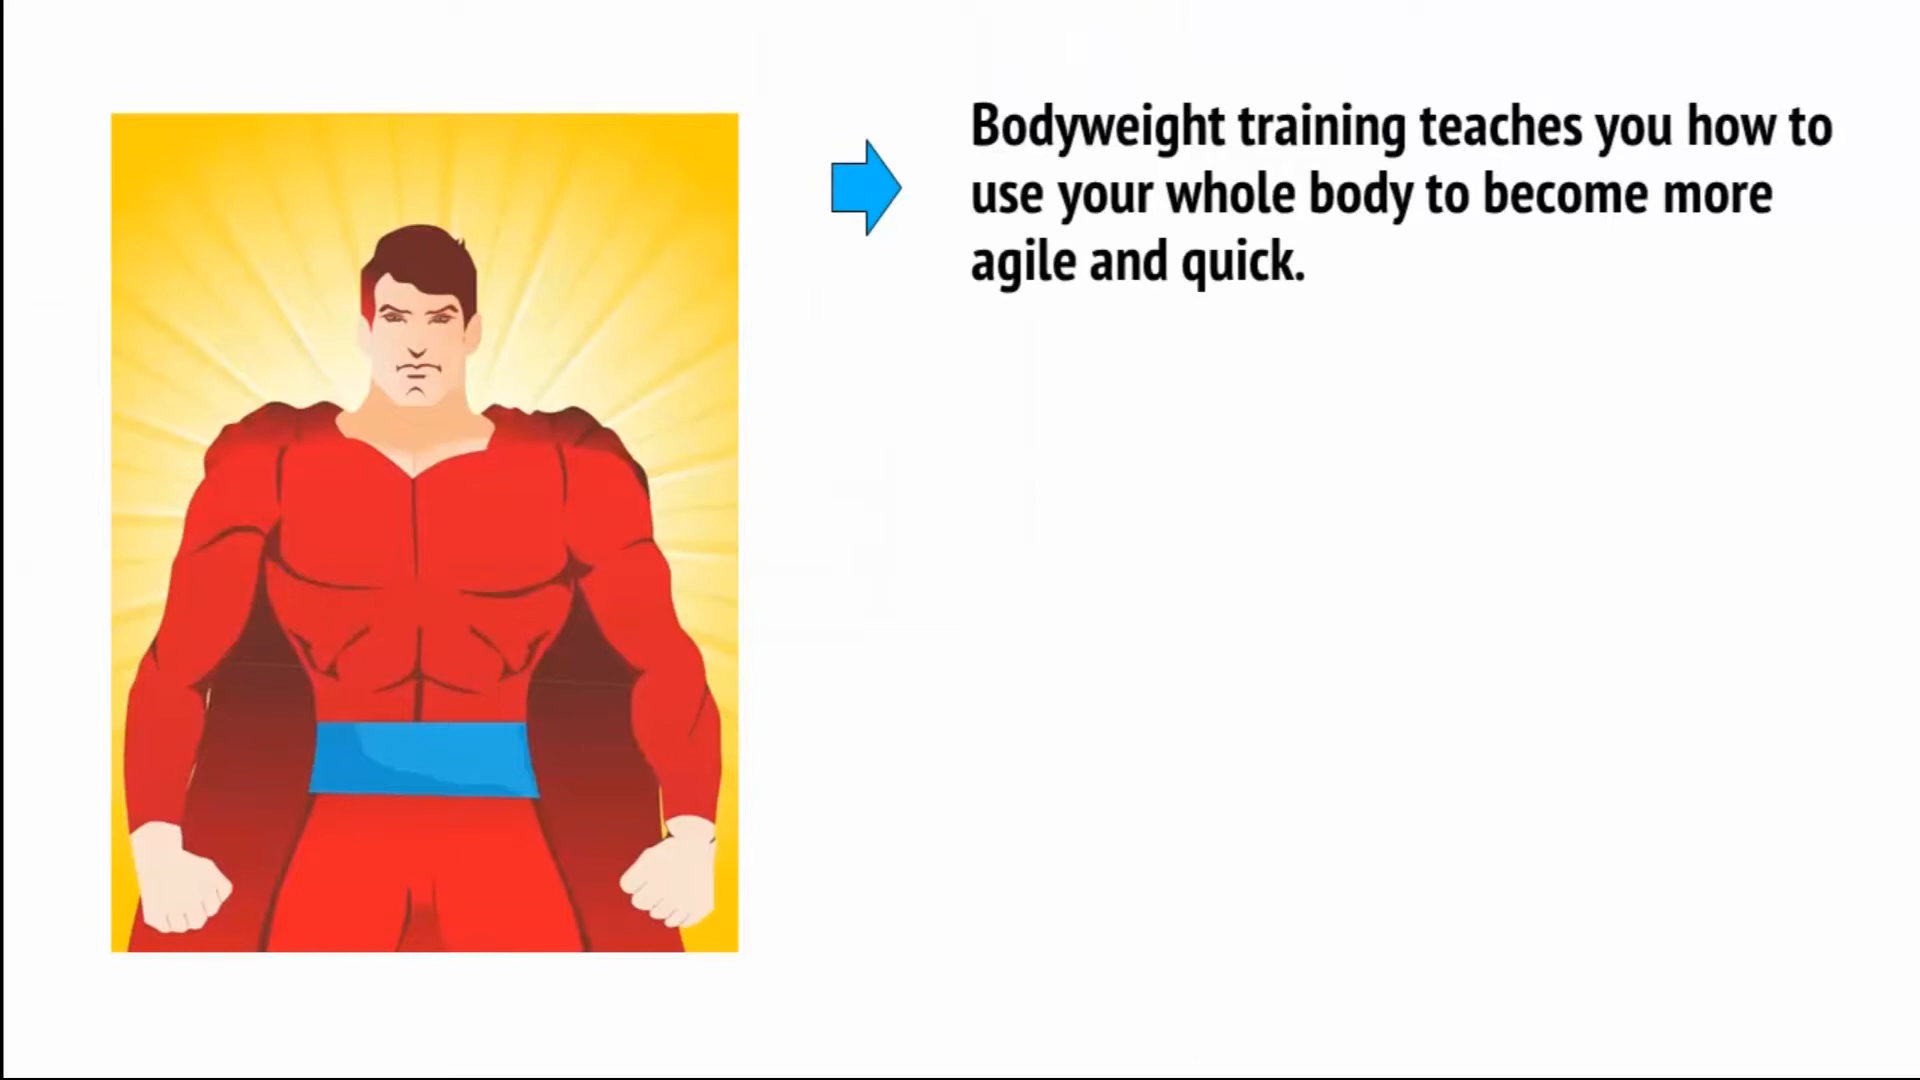 Bodyweight training teaches you how to
use your whole body to become more
agile and quick.